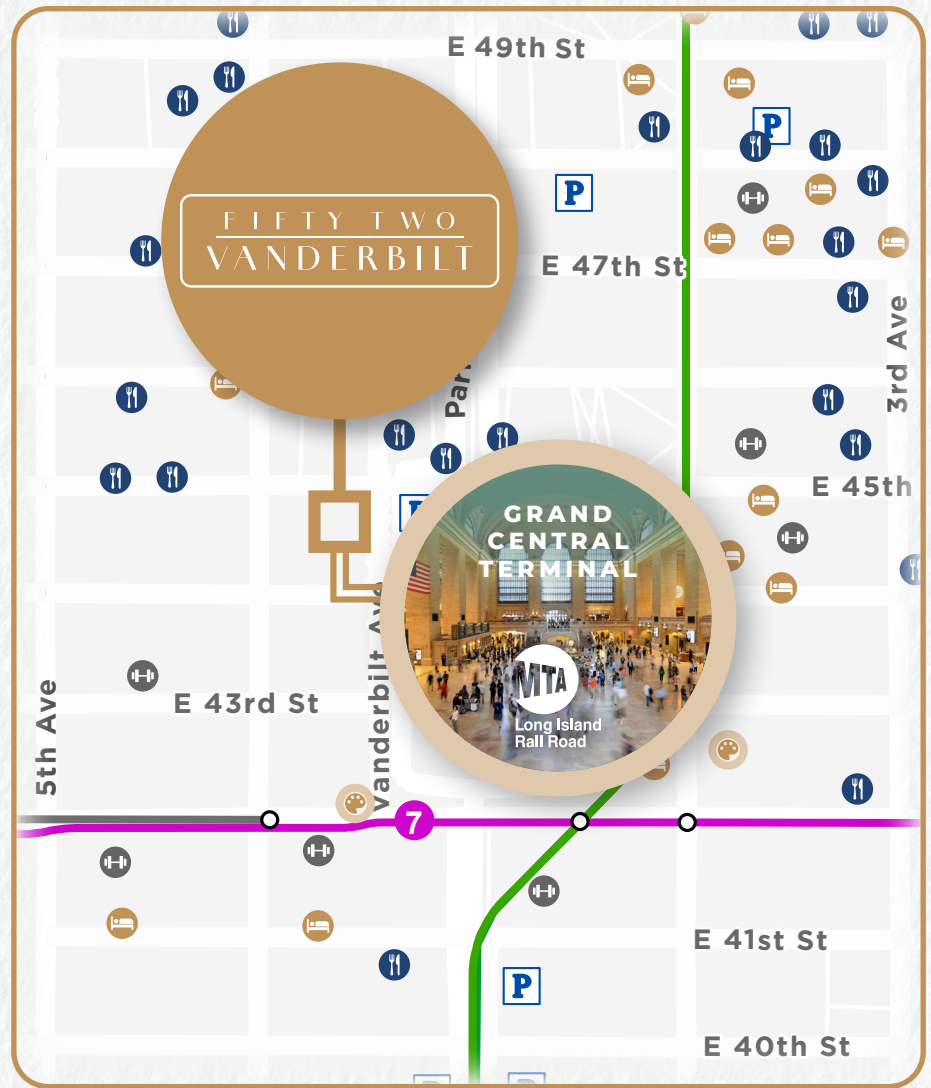 E 49th St
P
FIFTY TWO
VANDERBILT
P
E 47th St
3rd Ave
Par
E 45th
GRAND
CENTRAL
TERMINAL
MTA
Long Island
Rail Road
Vanderbilt Ave
E 43rd St
5th Ave
7
E 41st St
P
E 40th St